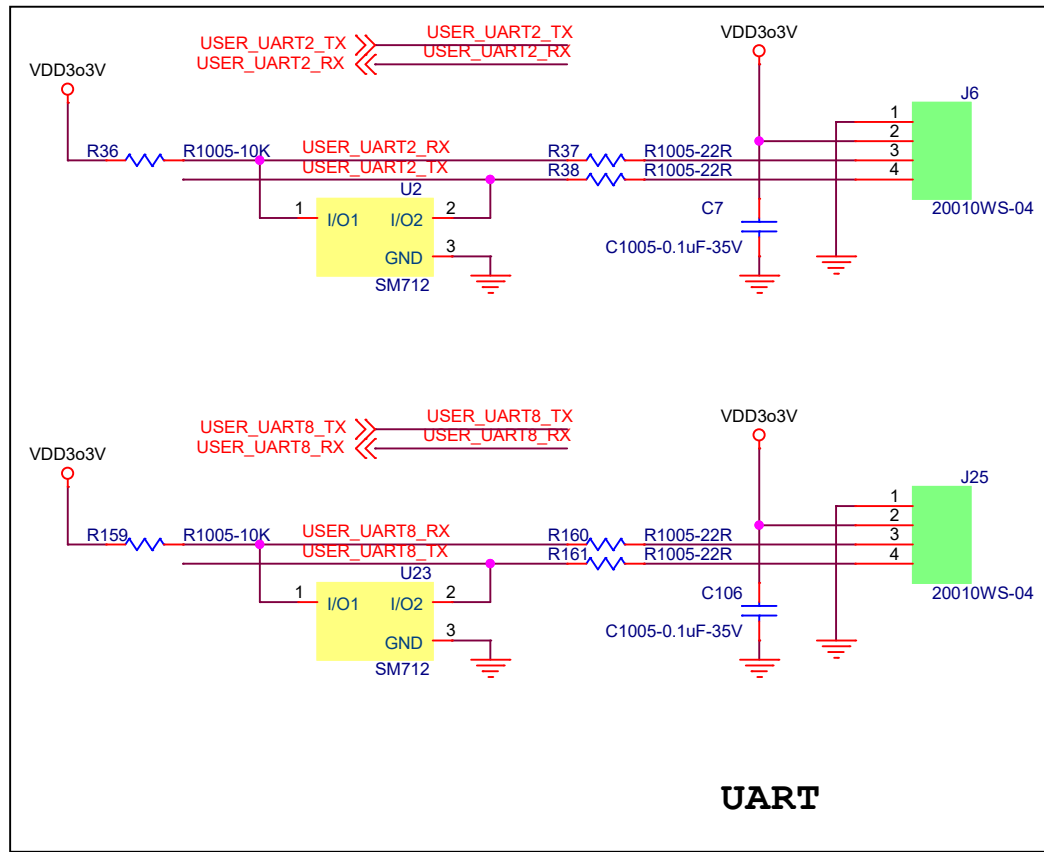 USER_UART2_TX USER_UART2_TX
USER_UART2_RX USER_UART2_RX
VDD3o3V
VDD3o3V
J6
1
2
3
4
R36 R1005-10K USER_UART2_RX R37 R1005-22R
USER_UART2_TX R38 R1005-22R
U2
1 I/O1 I/O2 2
GND 3
SM712
C7
C1005-0.1uF-35V
20010WS-04
USER_UART8_TX USER_UART8_TX
USER_UART8_RX USER_UART8_RX
VDD3o3V
VDD3o3V
J25
1
2
3
4
R159 R1005-10K USER_UART8_RX R160 R1005-22R
USER_UART8_TX R161 R1005-22R
U23
1 I/O1 I/O2 2
GND 3
SM712
C106
C1005-0.1uF-35V
20010WS-04
UART